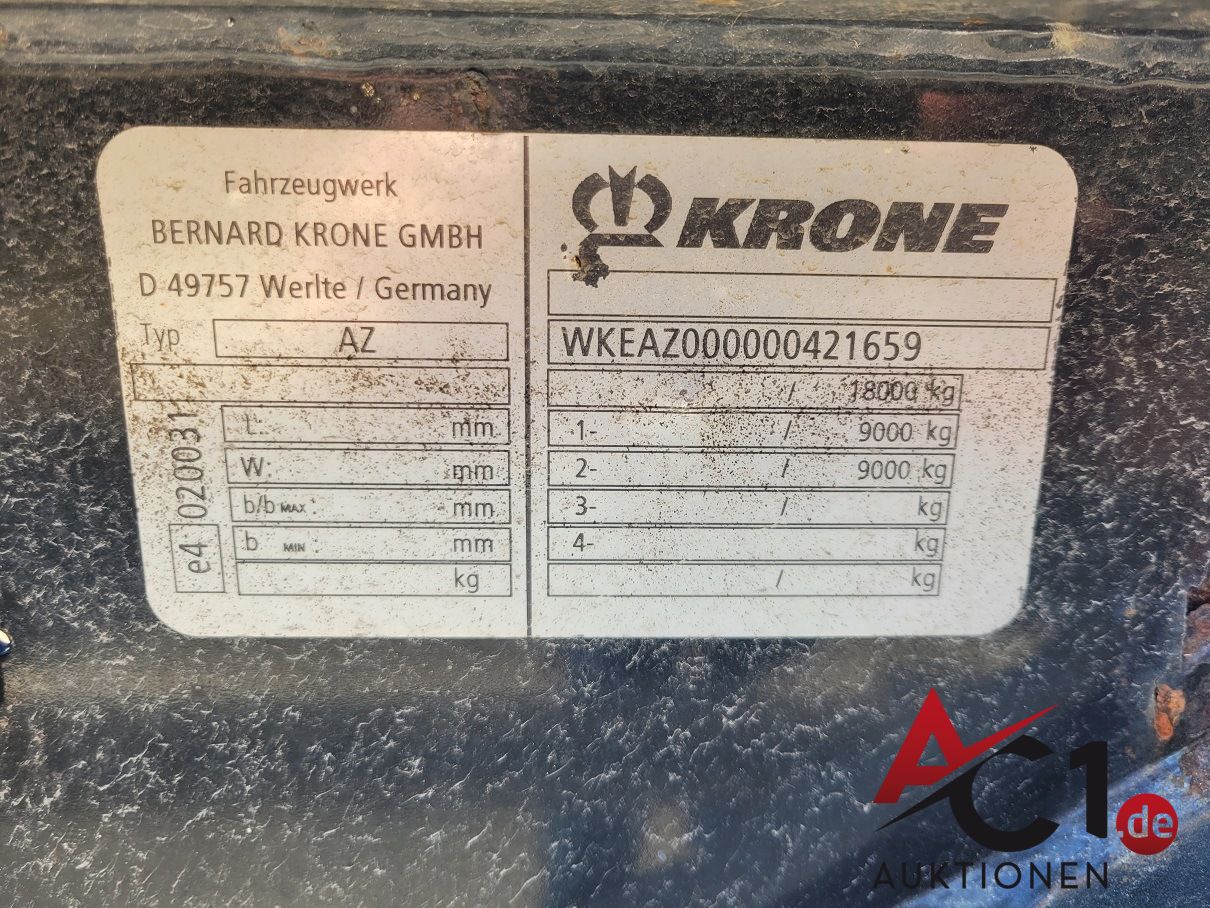 Fahrzeugwerk
BERNARD KRONE GMBH
D 49757 Werlte / Germany
Typ AZ
L: mm
W: mm
b/b MAX : mm
b MIN : mm
kg
e4 020031
KRONE
WKEAZ000000421659
/ 18000 kg
1- / 9000 kg
2- / 9000 kg
3- / kg
4- kg
/ kg
AC1.de
AUKTIONEN